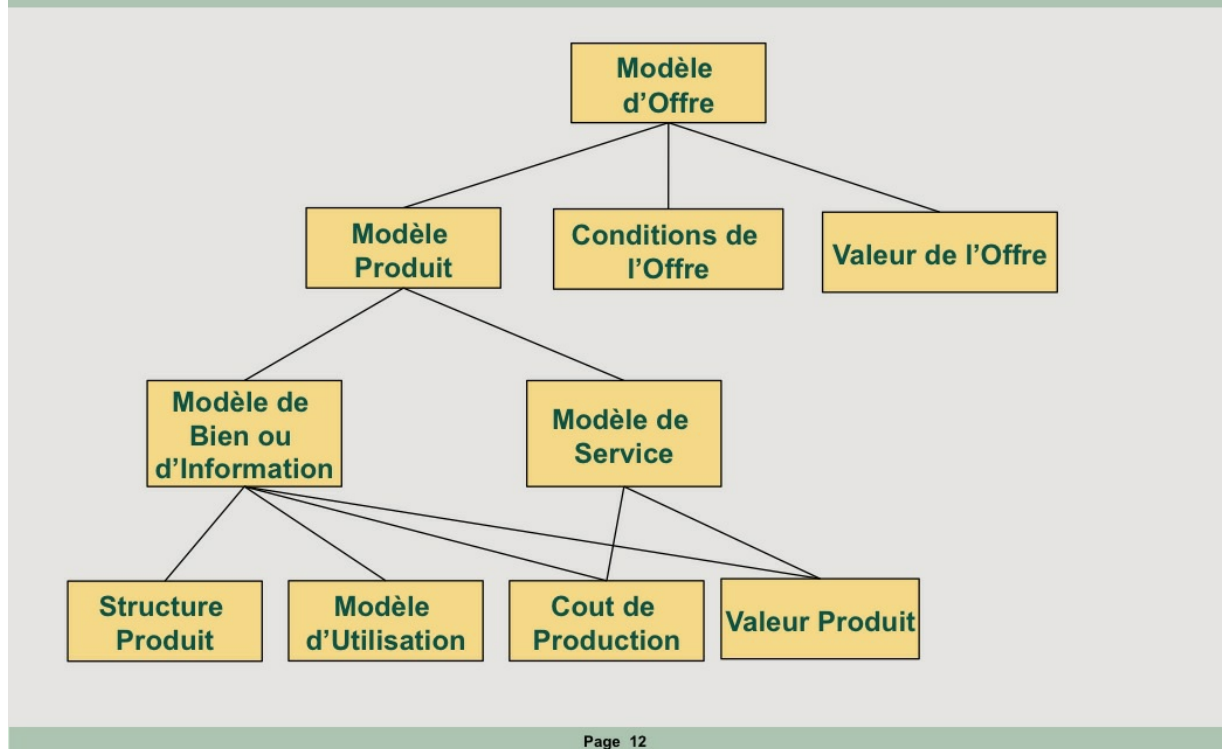 Modèle
d'Offre
Modèle
Produit
Conditions de
l'Offre
Valeur de l'Offre
Modèle de
Bien ou
d'Information
Modèle de
Service
Structure
Produit
Modèle
d'Utilisation
Cout de
Production
Valeur Produit
Page 12